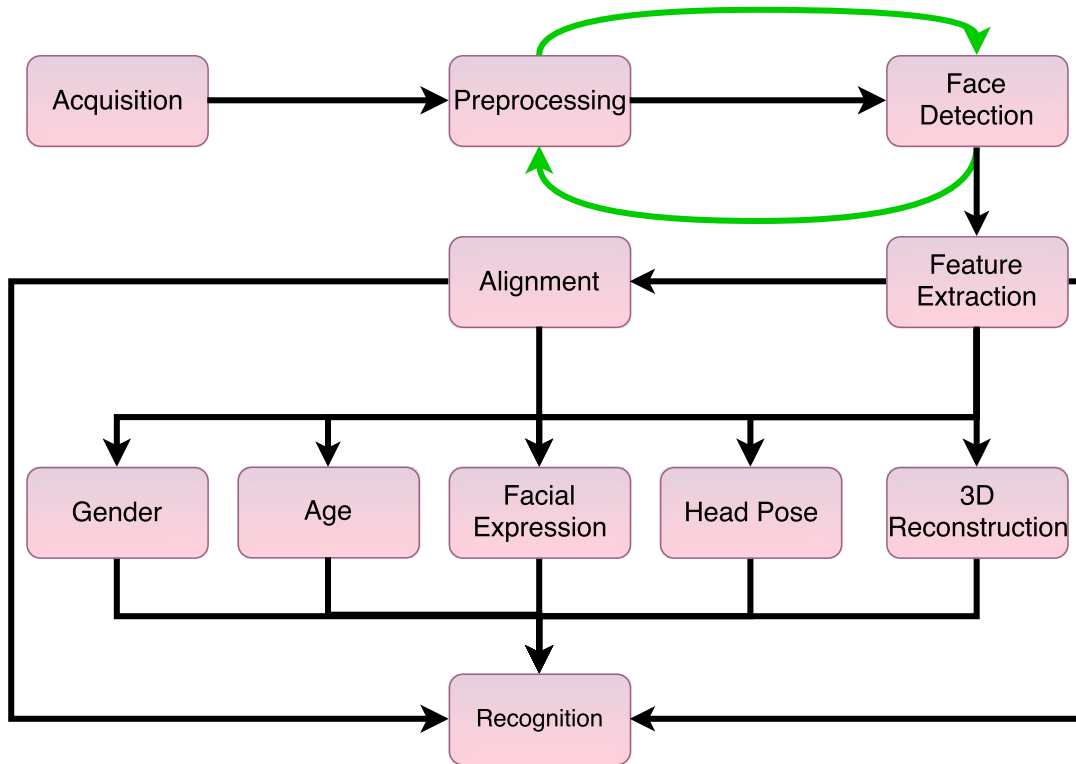 Acquisition
Preprocessing
Face
Detection
Alignment
Feature
Extraction
Gender
Age
Facial
Expression
Head Pose
3D
Reconstruction
Recognition